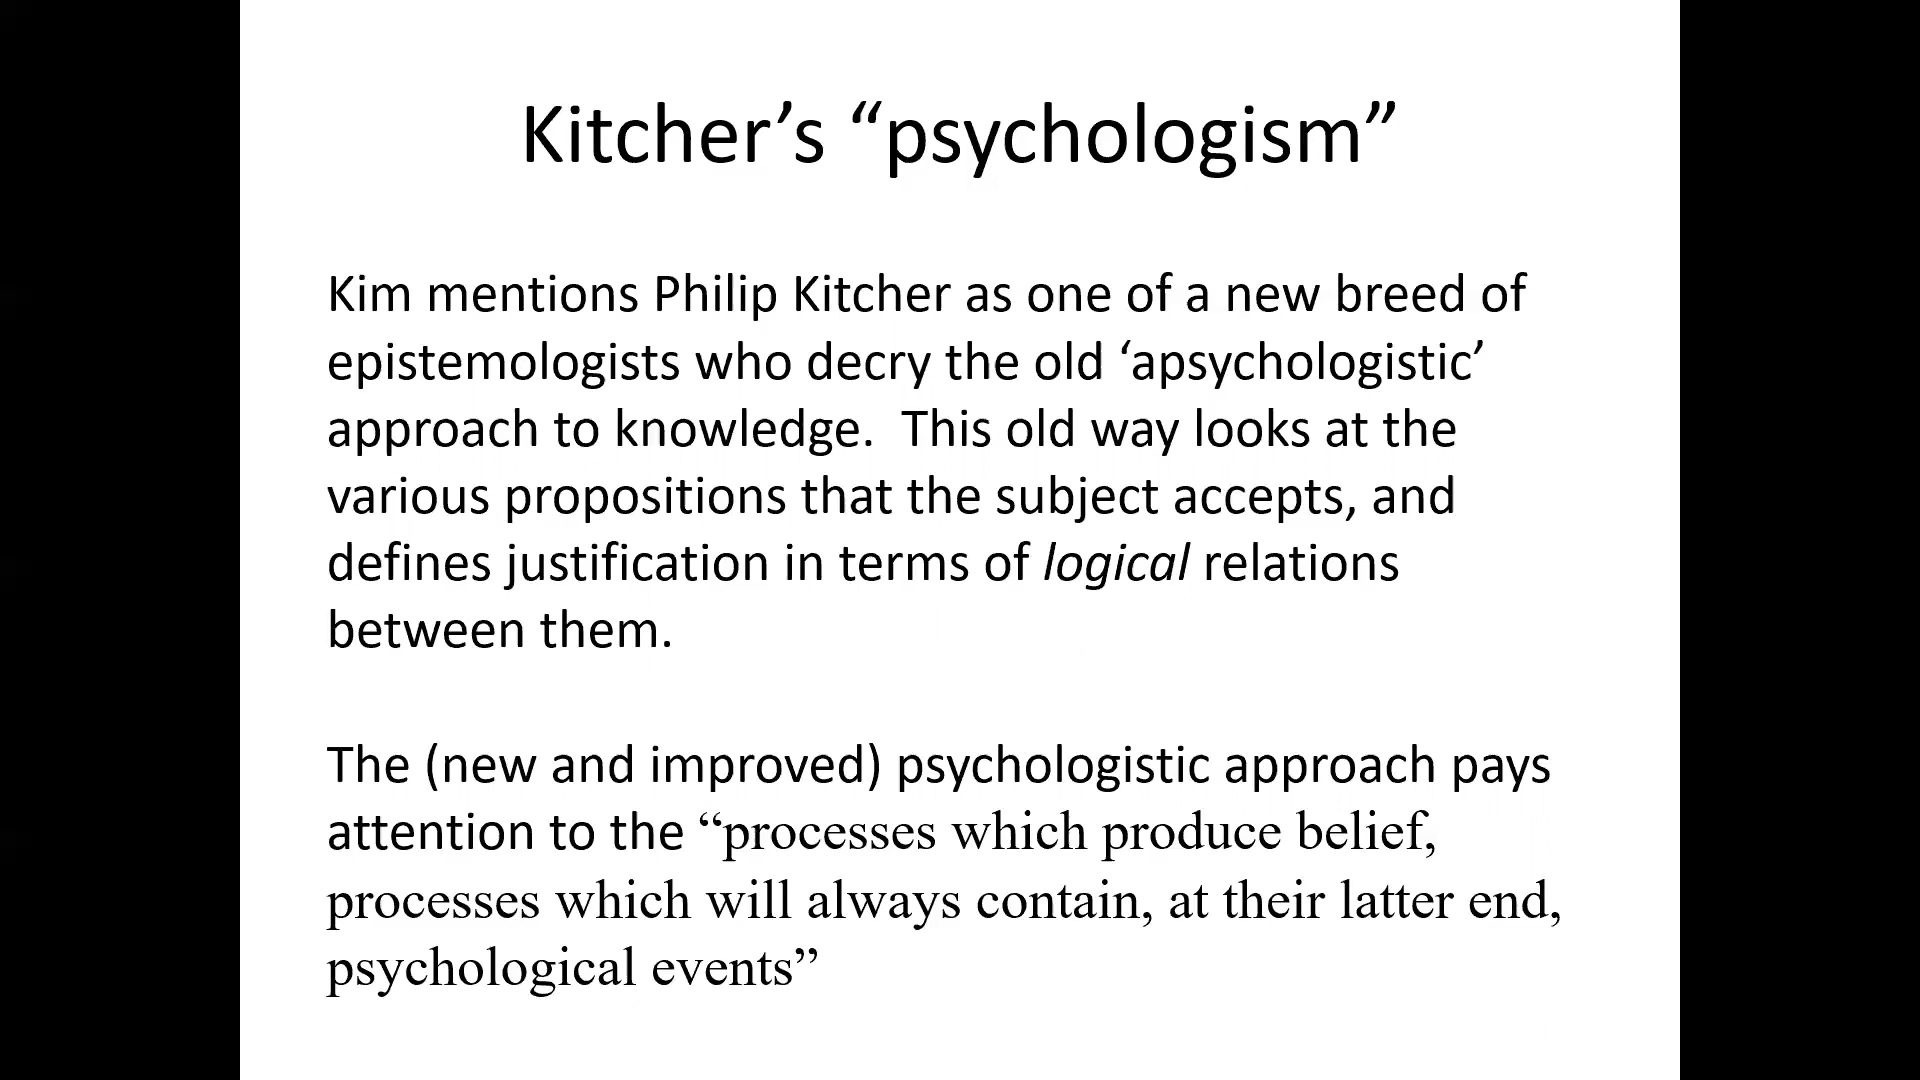 Kitcher’s “psychologism”
Kim mentions Philip Kitcher as one of a new breed of
epistemologists who decry the old ‘apsychologistic’
approach to knowledge.  This old way looks at the
various propositions that the subject accepts, and
defines justification in terms of logical relations
between them.
The (new and improved) psychologistic approach pays
attention to the “processes which produce belief,
processes which will always contain, at their latter end,
psychological events”